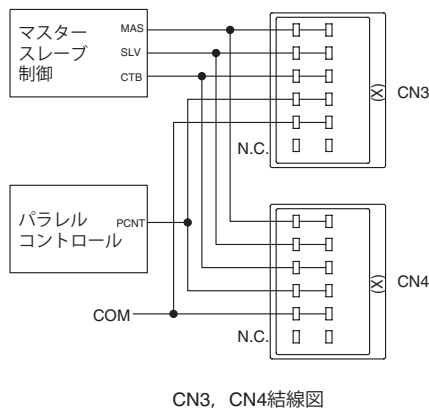 マスター
スレーブ
制御
MAS
SLV
CTB
N.C.
(X)
CN3
パラレル
コントロール
PCNT
COM
N.C.
(X)
CN4
CN3，CN4結線図